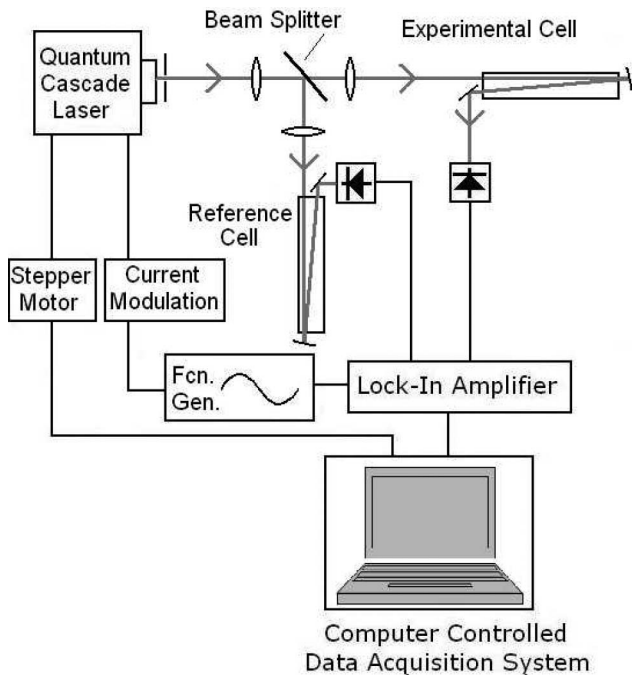 Beam Splitter
Experimental Cell
Quantum
Cascade
Laser
Reference
Cell
Stepper
Motor
Current
Modulation
Fcn.
Gen.
Lock-In Amplifier
Computer Controlled
Data Acquisition System